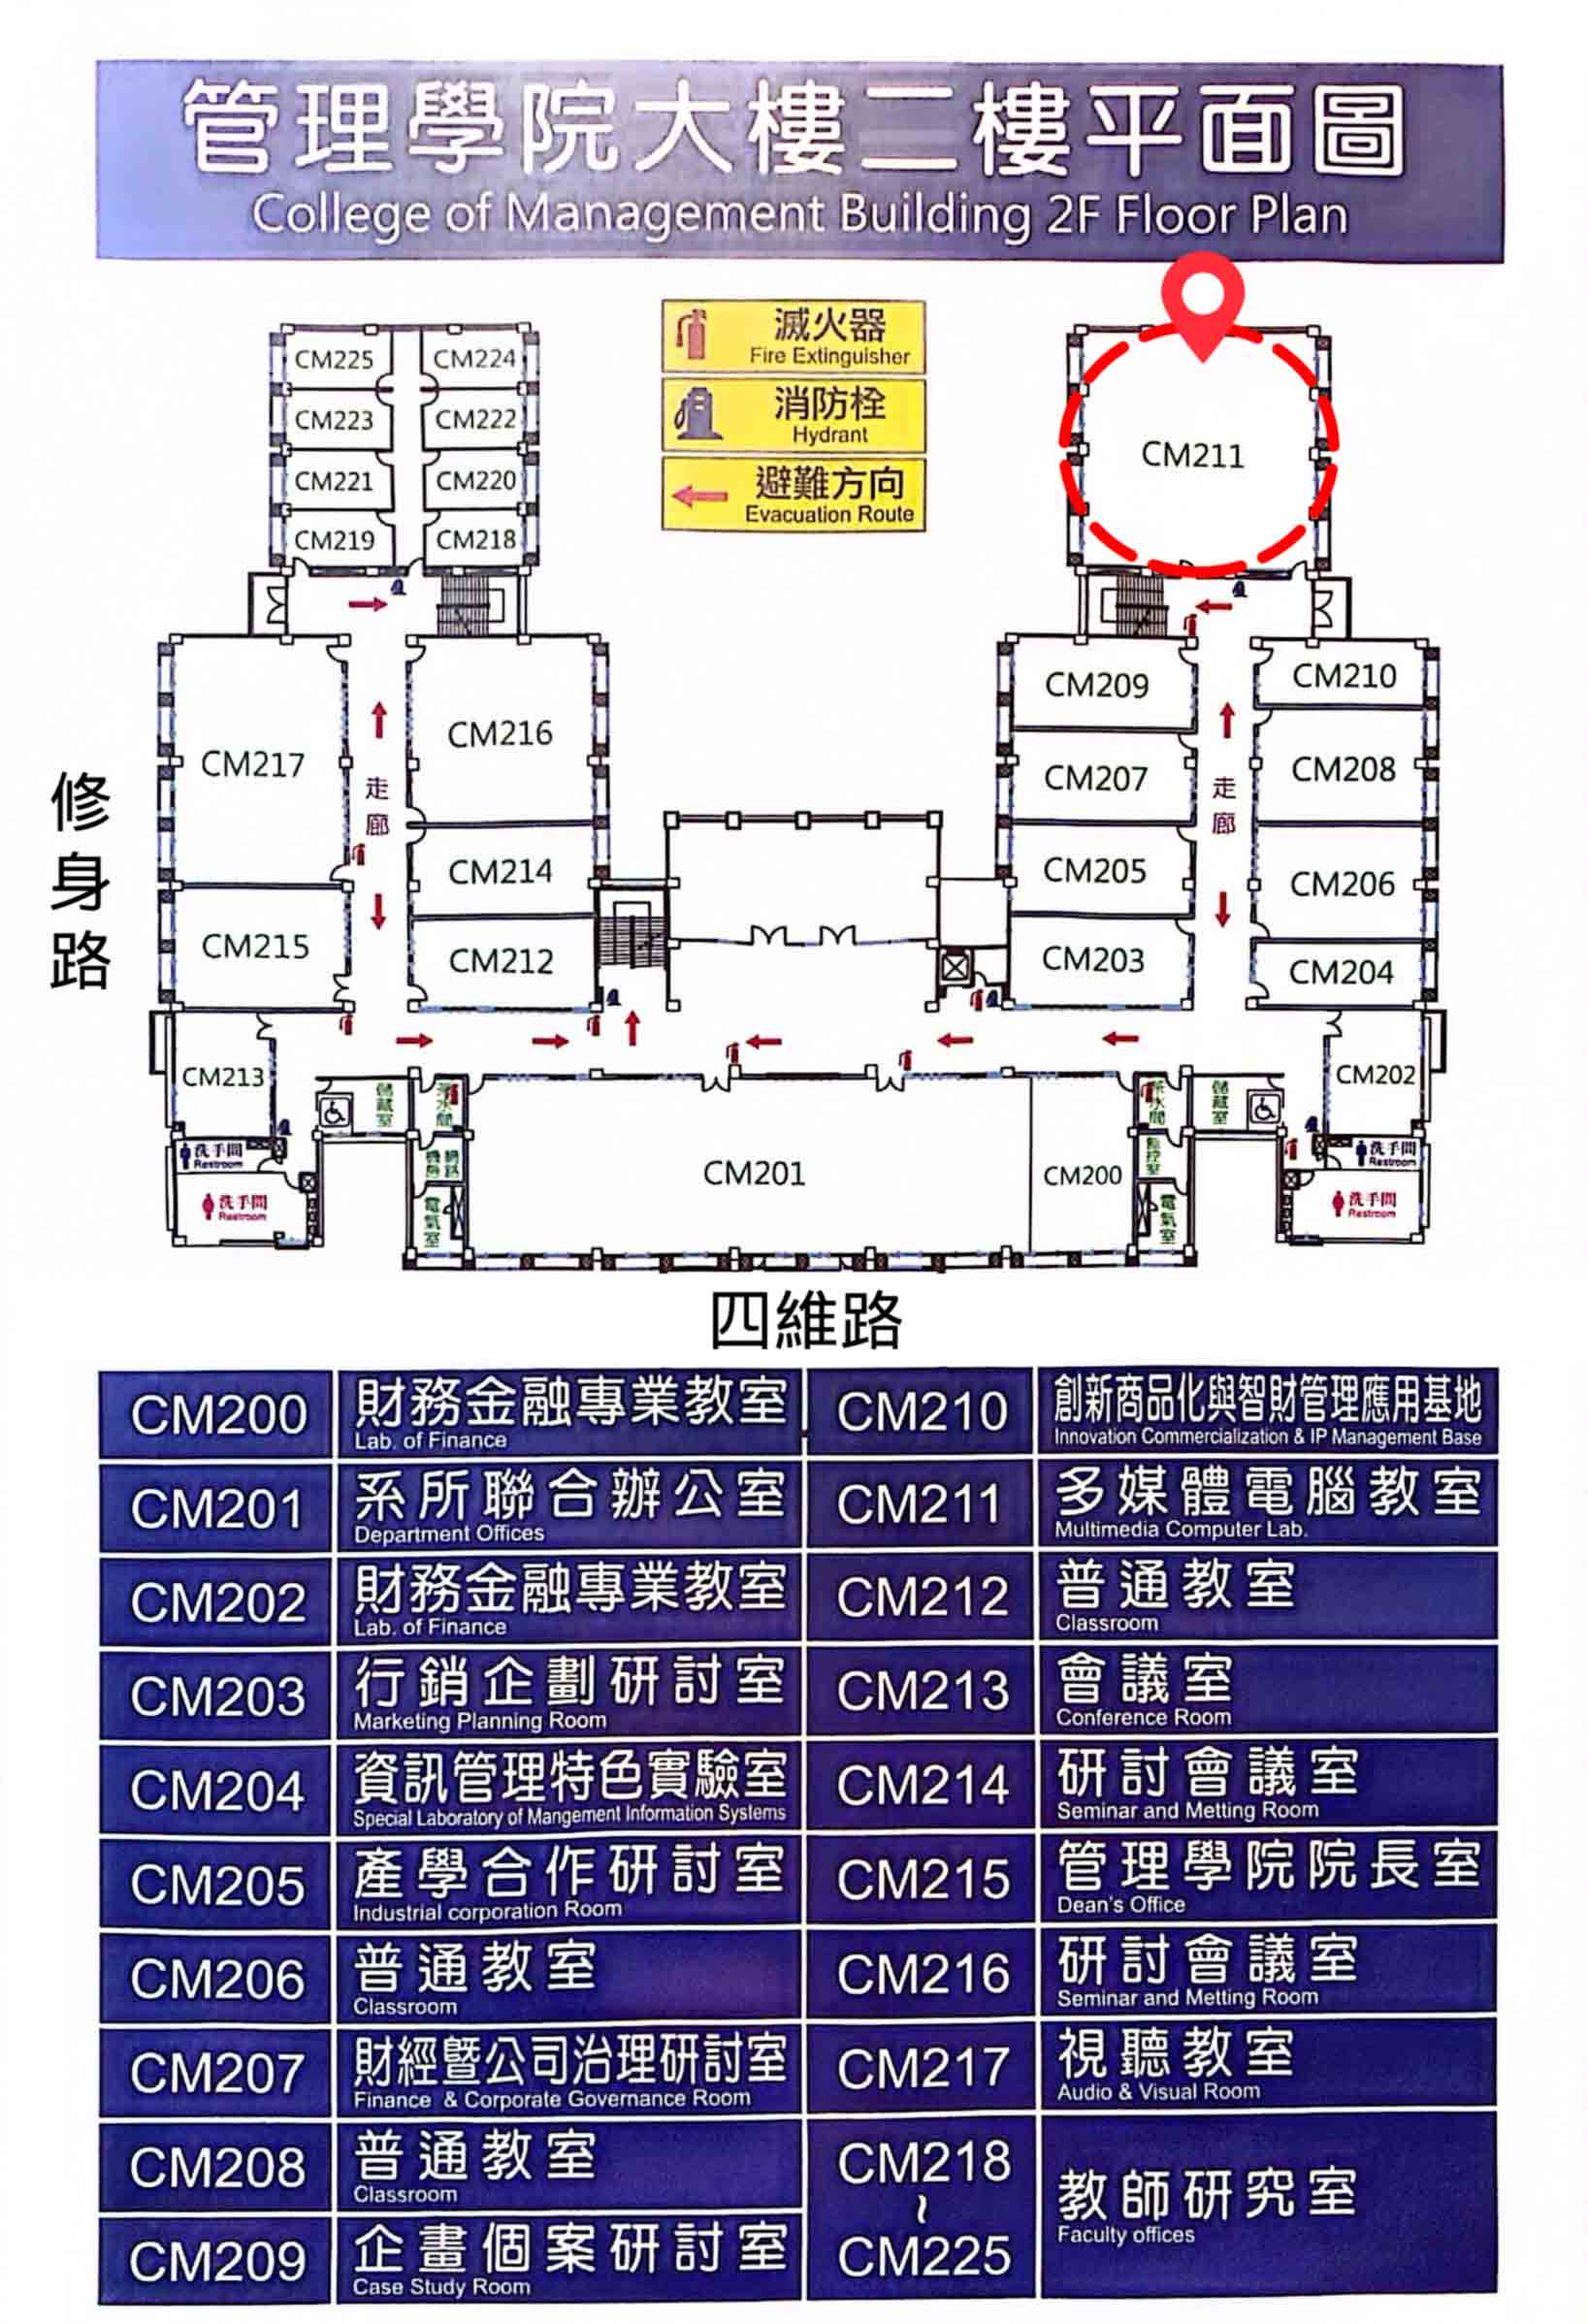 管理學院大樓二樓平面圖
College of Management Building 2F Floor Plan
滅火器
Fire Extinguisher
消防栓
Hydrant
避難方向
Evacuation Route
CM225
CM224
CM223
CM222
CM221
CM220
CM219
CM218
CM211
CM217
CM216
CM215
CM214
CM212
走廊
CM209
CM210
CM207
CM208
CM205
CM206
CM203
CM204
走廊
修身路
CM213
CM202
儲藏室
茶水間
茶水間
儲藏室
洗手間
Restroom
洗手間
Restroom
電氣室
CM201
CM200
監控室
電氣室
洗手間
Restroom
洗手間
Restroom
四維路
CM200
財務金融專業教室
Lab. of Finance
CM210
創新商品化與智財管理應用基地
Innovation Commercialization & IP Management Base
CM201
系所聯合辦公室
Department Offices
CM211
多媒體電腦教室
Multimedia Computer Lab.
CM202
財務金融專業教室
Lab. of Finance
CM212
普通教室
Classroom
CM203
行銷企劃研討室
Marketing Planning Room
CM213
會議室
Conference Room
CM204
資訊管理特色實驗室
Special Laboratory of Mangement Information Systems
CM214
研討會議室
Seminar and Metting Room
CM205
產學合作研討室
Industrial corporation Room
CM215
管理學院院長室
Dean's Office
CM206
普通教室
Classroom
CM216
研討會議室
Seminar and Metting Room
CM207
財經暨公司治理研討室
Finance & Corporate Governance Room
CM217
視聽教室
Audio & Visual Room
CM208
普通教室
Classroom
CM218
~
CM225
教師研究室
Faculty offices
CM209
企畫個案研討室
Case Study Room